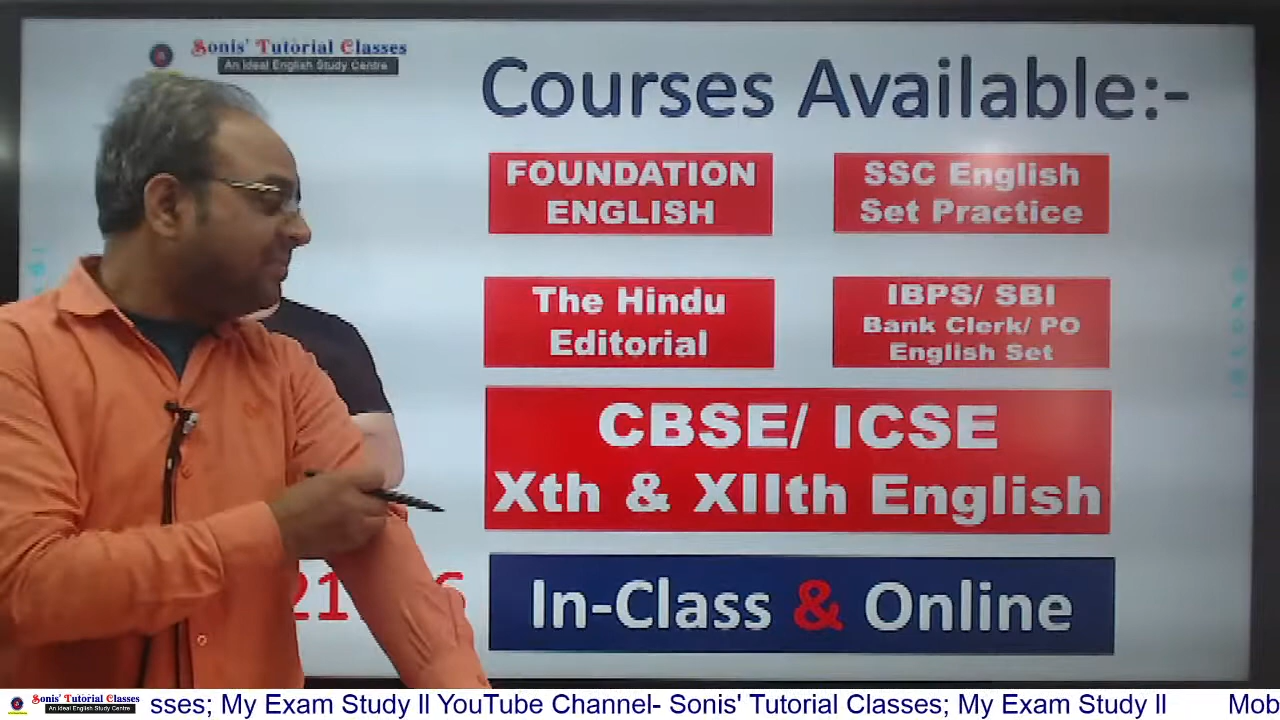 Sonis' Tutorial Classes
An Ideal English Study Centre
Courses Available:-
FOUNDATION
ENGLISH
SSC English
Set Practice
The Hindu
Editorial
IBPS/ SBI
Bank Clerk/ PO
English Set
CBSE/ ICSE
Xth & XIIth English
In-Class & Online
Sonis' Tutorial Classes
An Ideal English Study Centre
sses; My Exam Study ll YouTube Channel- Sonis' Tutorial Classes; My Exam Study ll Mob